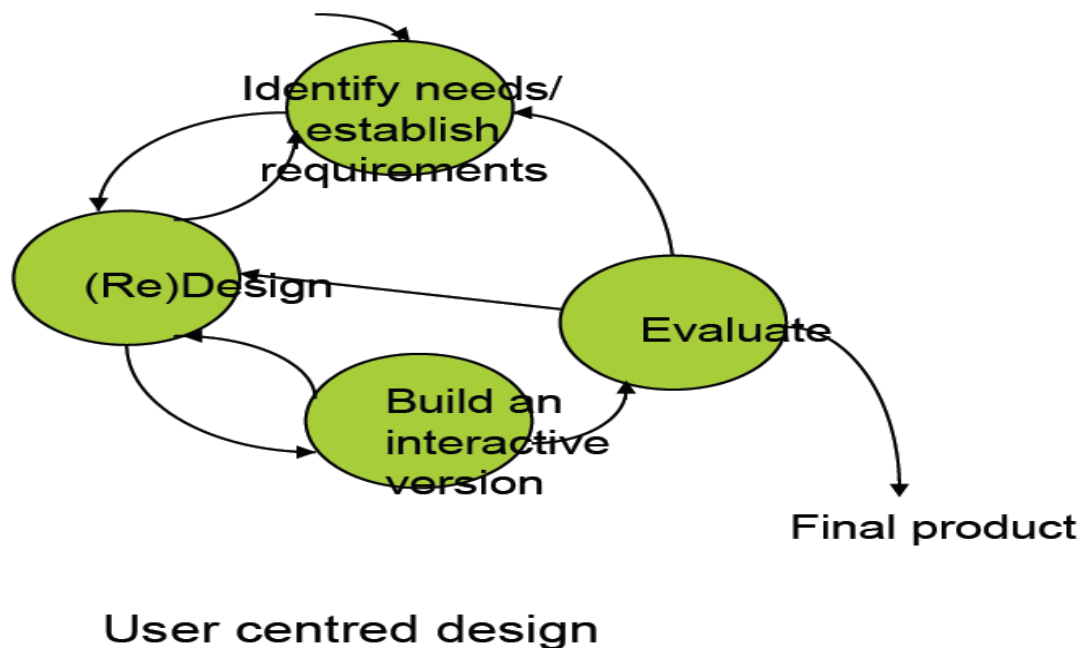 Identify needs/
establish
requirements
(Re)Design
Evaluate
Build an
interactive
version
Final product
User centred design